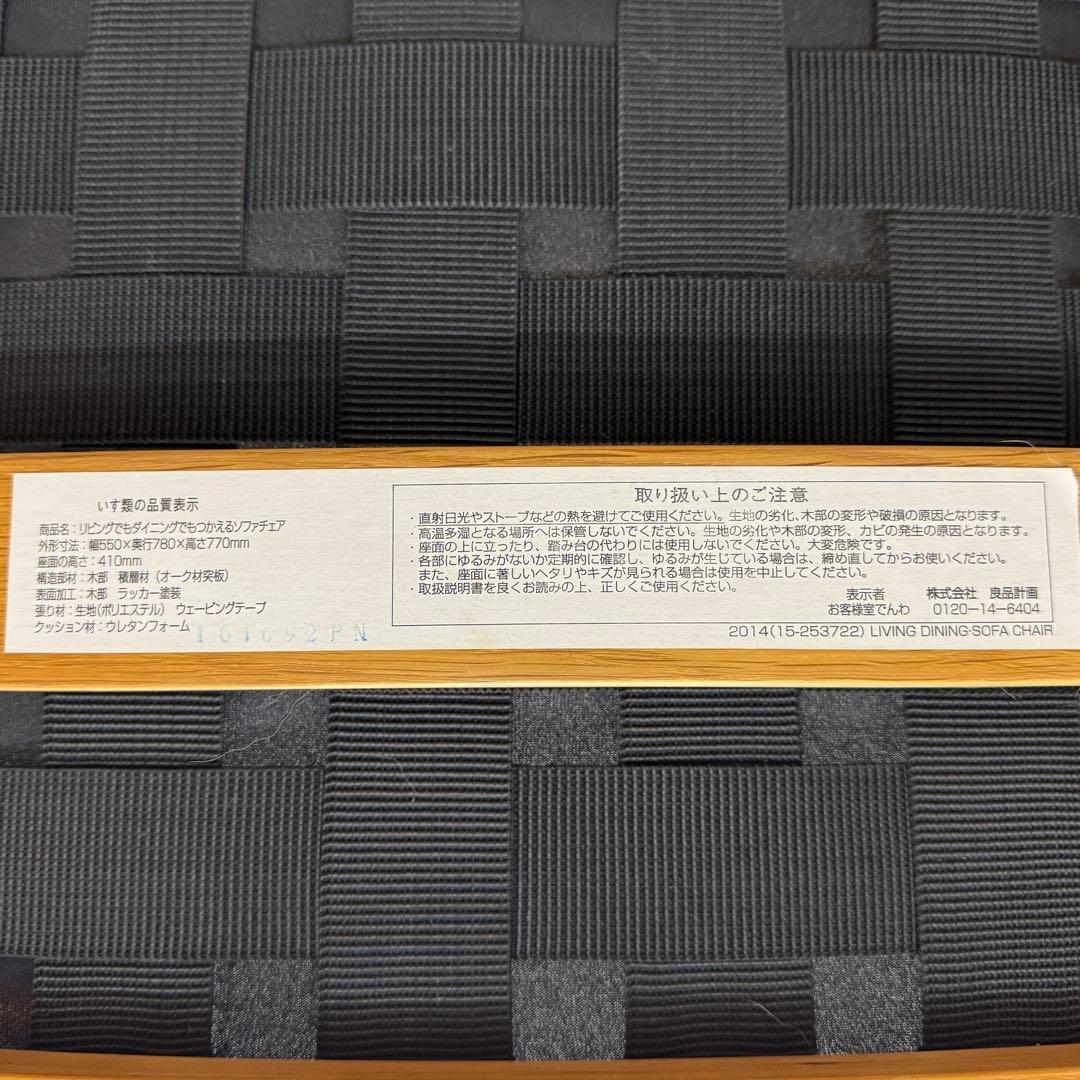 いす類の品質表示
商品名：リビングでもダイニングでもつかえるソファチェア
外形寸法：幅550×奥行780×高さ770mm
座面の高さ：410mm
構造部材：木部 積層材（オーク材突板）
表面加工：木部 ラッカー塗装
張り材：生地（ポリエステル） ウェービングテープ
クッション材：ウレタンフォーム
161692PN
取り扱い上のご注意
・直射日光やストーブなどの熱を避けてご使用ください。生地の劣化、木部の変形や破損の原因となります。
・高温多湿となる場所へは保管しないでください。生地の劣化や木部の変形、カビの発生の原因となります。
・座面の上に立ったり、踏み台の代わりには使用しないでください。大変危険です。
・各部にゆるみがないか定期的に確認し、ゆるみが生じている場合は、締め直してからお使いください。
また、座面に著しいヘタリやキズが見られる場合は使用を中止してください。
・取扱説明書を良くお読みの上、正しくご使用ください。
表示者 株式会社 良品計画
お客様室でんわ 0120-14-6404
2014(15-253722) LIVING DINING·SOFA CHAIR